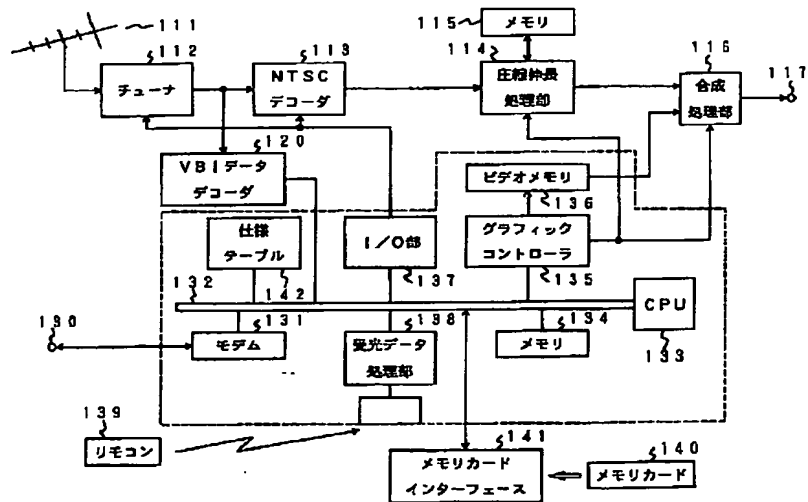 111
115
メモリ
112
チューナ
113
NTSC
デコーダ
114
圧縮伸長
処理部
116
合成
処理部
117
120
VBIデータ
デコーダ
ビデオメモリ
136
仕様
テーブル
142
I/O部
137
グラフィック
コントローラ
135
132
CPU
133
130
131
モデム
138
受光データ
処理部
134
メモリ
139
リモコン
141
メモリカード
インターフェース
140
メモリカード